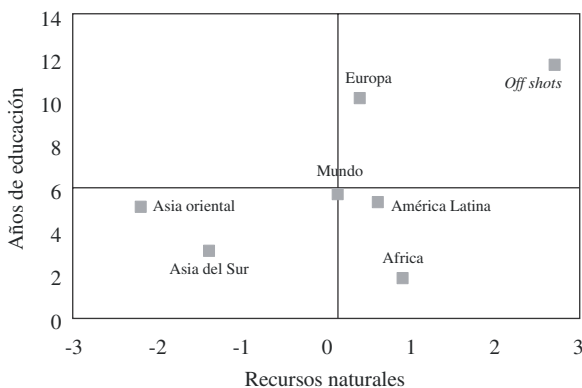 14
12
10
8
6
4
2
0
Años de educación
Europa
Off shots
Mundo
Asia oriental
América Latina
Asia del Sur
Africa
-3
-2
-1
0
1
2
3
Recursos naturales